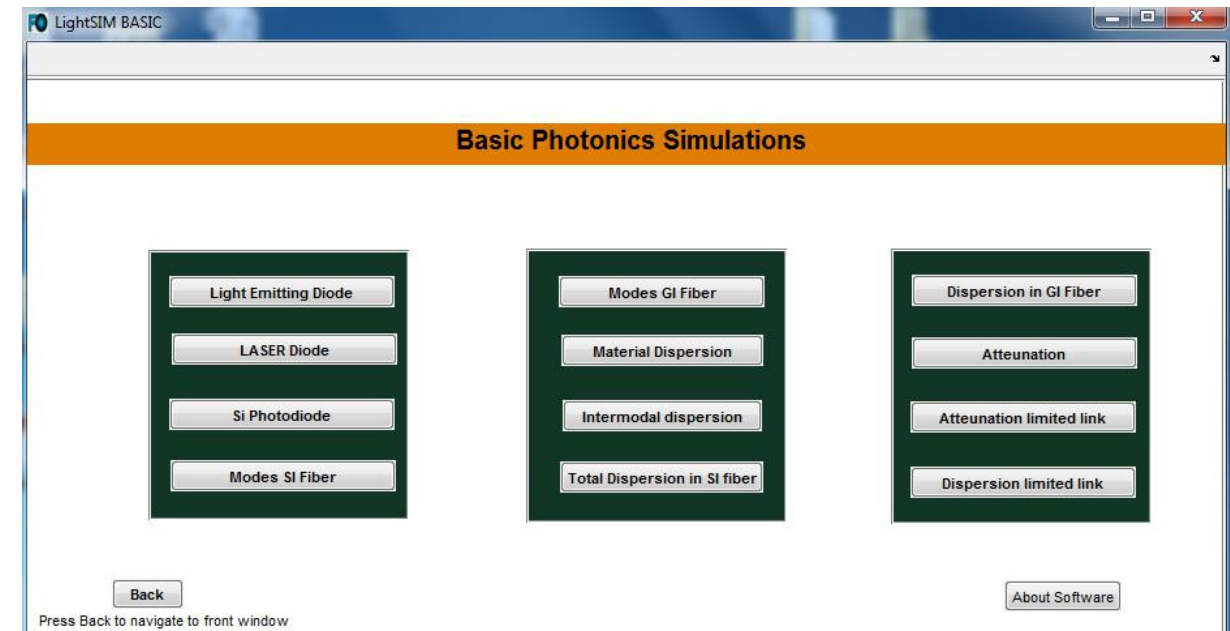 LightSIM BASIC
Basic Photonics Simulations
Light Emitting Diode
LASER Diode
Si Photodiode
Modes SI Fiber
Modes GI Fiber
Material Dispersion
Intermodal dispersion
Total Dispersion in SI fiber
Dispersion in GI Fiber
Atteunation
Atteunation limited link
Dispersion limited link
Back
Press Back to navigate to front window
About Software